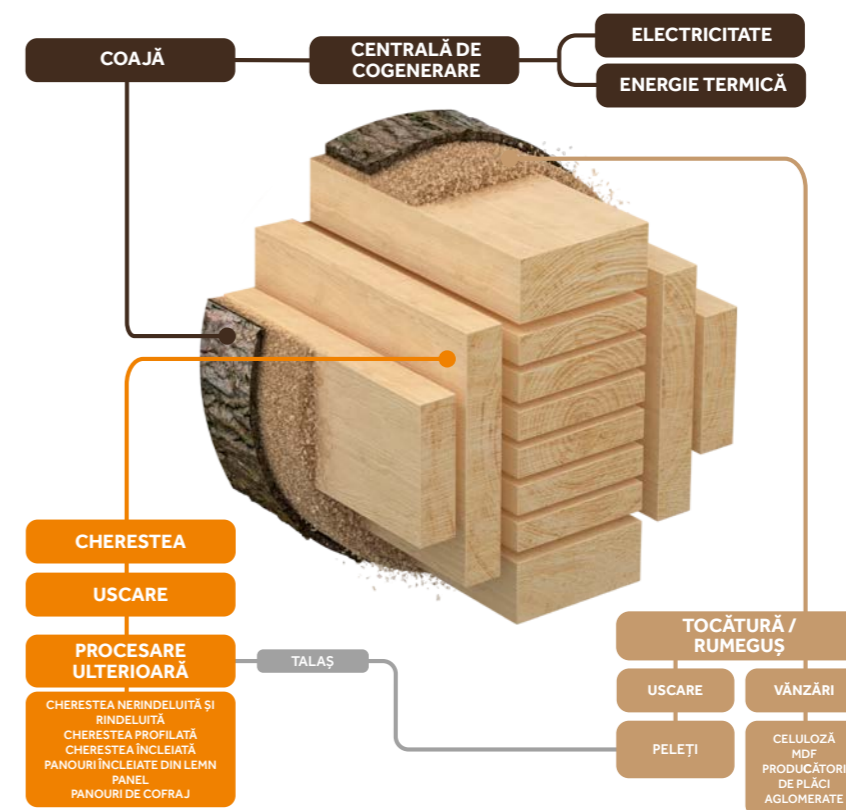 COAJĂ
CENTRALĂ DE
COGENERARE
ELECTRICITATE
ENERGIE TERMICĂ
CHERESTEA
USCARE
PROCESARE
ULTERIOARĂ
CHERESTEA NERINDELUITĂ ȘI
RINDELUITĂ
CHERESTEA PROFILATĂ
CHERESTEA ÎNCLEIATĂ
PANOURI ÎNCLEIATE DIN LEMN
PANEL
PANOURI DE COFRAJ
TALAȘ
TOCĂTURĂ /
RUMEGUȘ
USCARE
PELEȚI
VĂNZĂRI
CELULOZĂ
MDF
PRODUCĂTORI
DE PLĂCI
AGLOMERATE